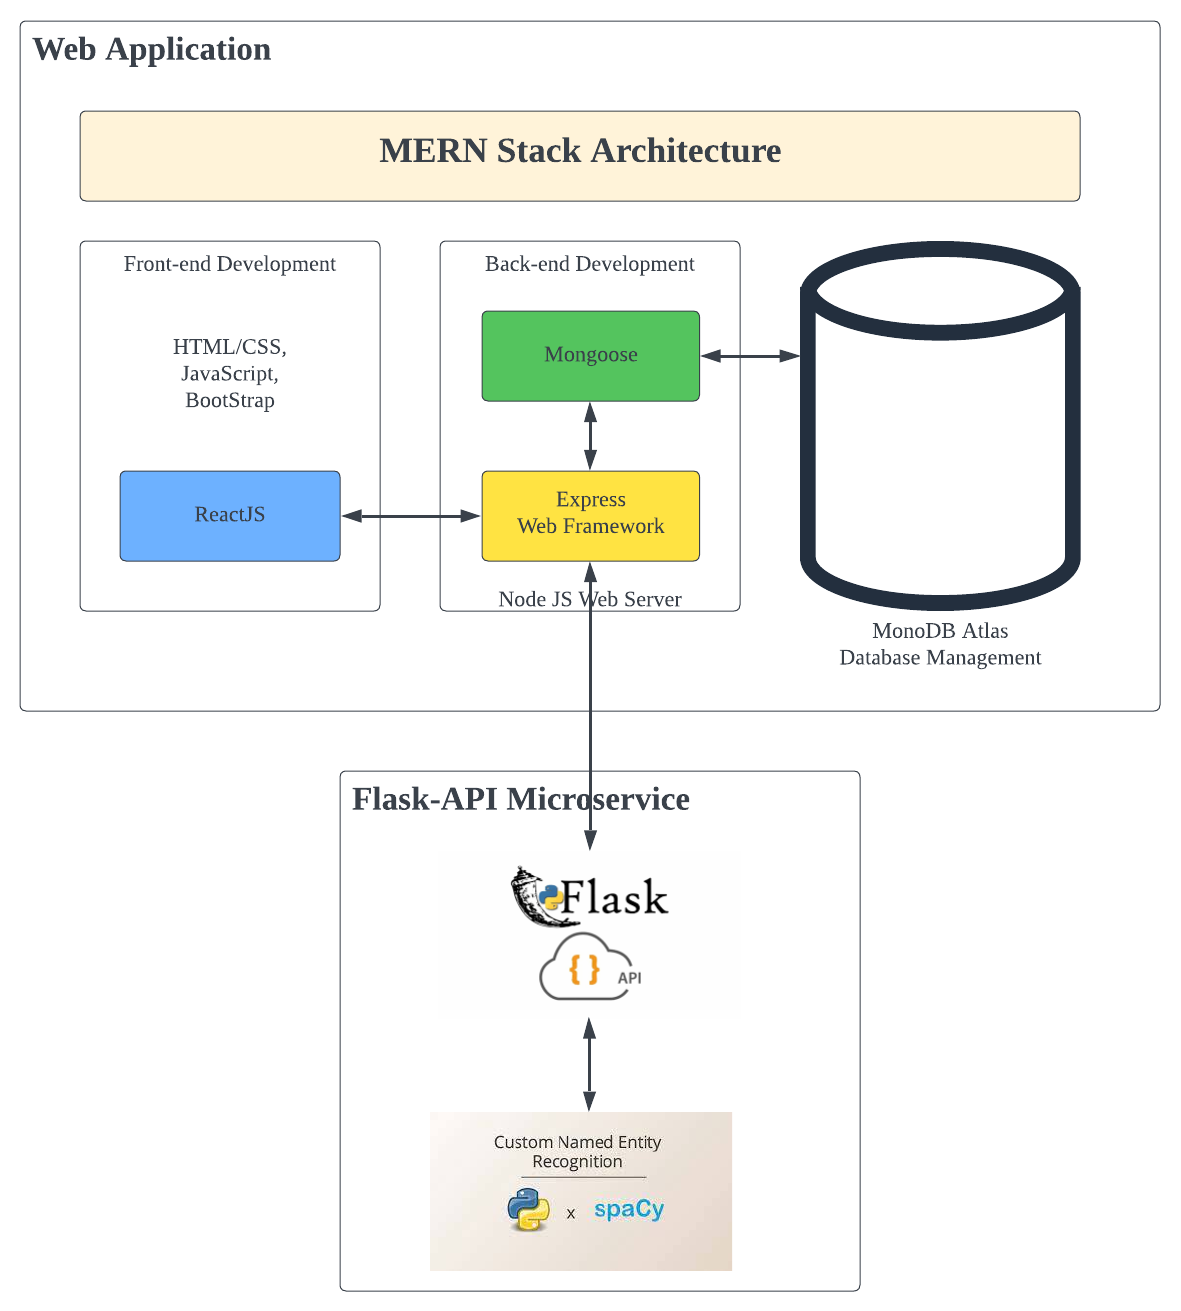 Web Application
MERN Stack Architecture
Front-end Development
HTML/CSS,
JavaScript,
BootStrap
ReactJS
Back-end Development
Mongoose
Express
Web Framework
Node JS Web Server
MonoDB Atlas
Database Management
Flask-API Microservice
Flask
{ } API
Custom Named Entity
Recognition
x spaCy